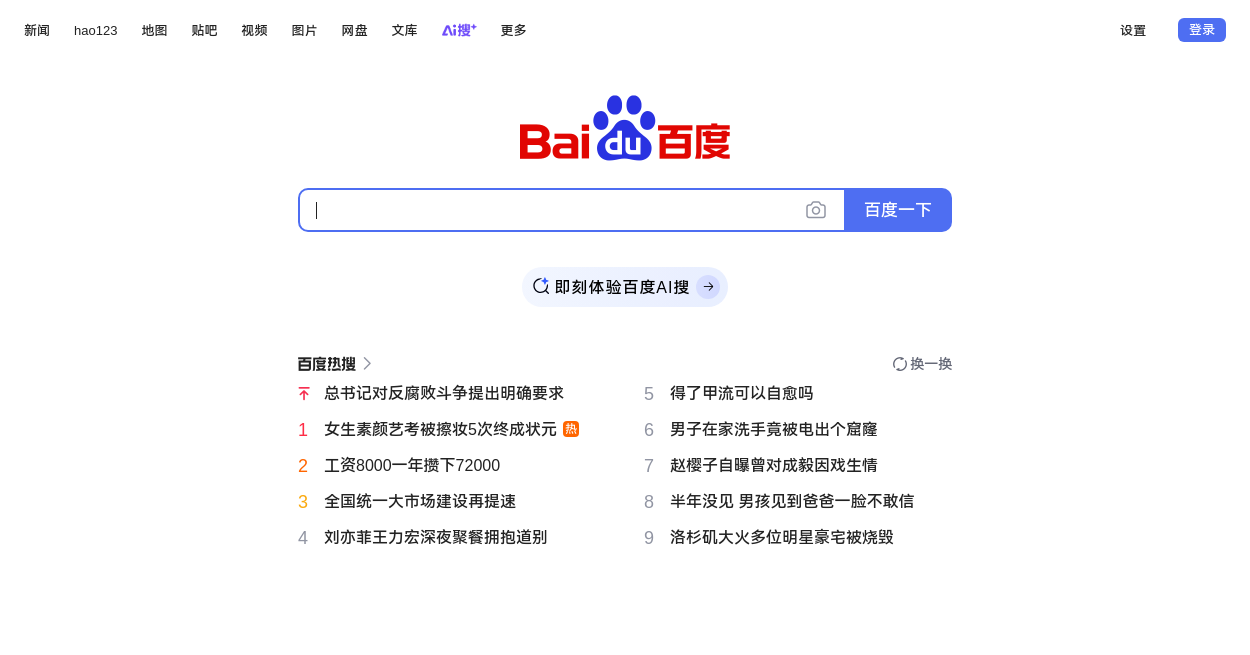 新闻 hao123 地图 贴吧 视频 图片 网盘 文库 Ai搜+ 更多 设置 登录
Bai du 百度
百度一下
即刻体验百度AI搜
百度热搜 换一换
总书记对反腐败斗争提出明确要求
1 女生素颜艺考被擦妆5次终成状元 热
2 工资8000一年攒下72000
3 全国统一大市场建设再提速
4 刘亦菲王力宏深夜聚餐拥抱道别
5 得了甲流可以自愈吗
6 男子在家洗手竟被电出个窟窿
7 赵樱子自曝曾对成毅因戏生情
8 半年没见 男孩见到爸爸一脸不敢信
9 洛杉矶大火多位明星豪宅被烧毁